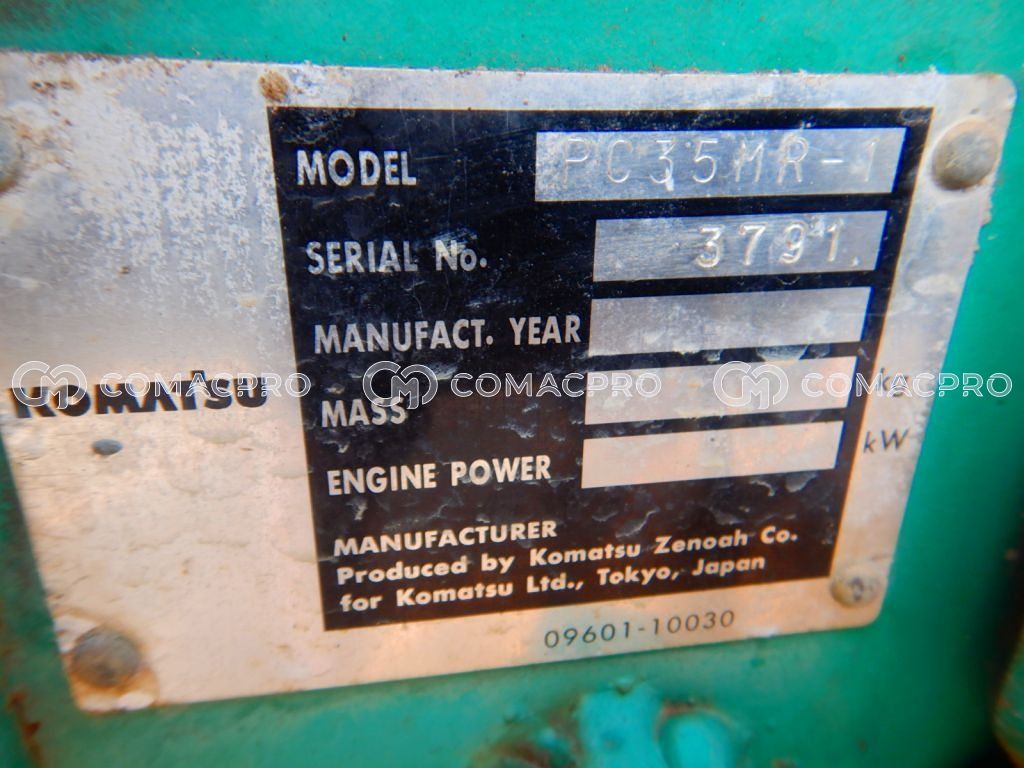 MODEL PC35MR-1
SERIAL No. 3791
MANUFACT. YEAR
KOMATSU
COMACPRO COMACPRO COMACPRO
MASS kg
ENGINE POWER kW
MANUFACTURER
Produced by Komatsu Zenoah Co.
for Komatsu Ltd., Tokyo, Japan
09601-10030